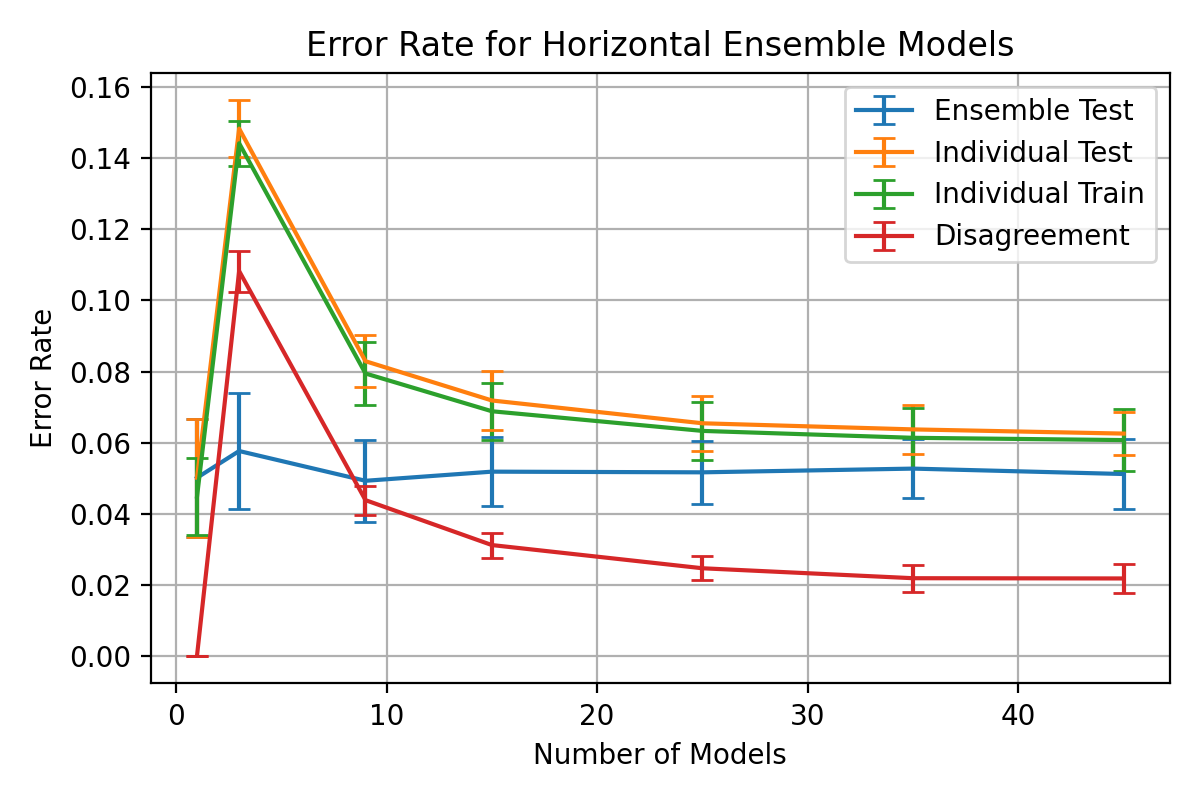 Error Rate for Horizontal Ensemble Models
Ensemble Test
Individual Test
Individual Train
Disagreement
Error Rate
0.16
0.14
0.12
0.10
0.08
0.06
0.04
0.02
0.00
0 10 20 30 40
Number of Models